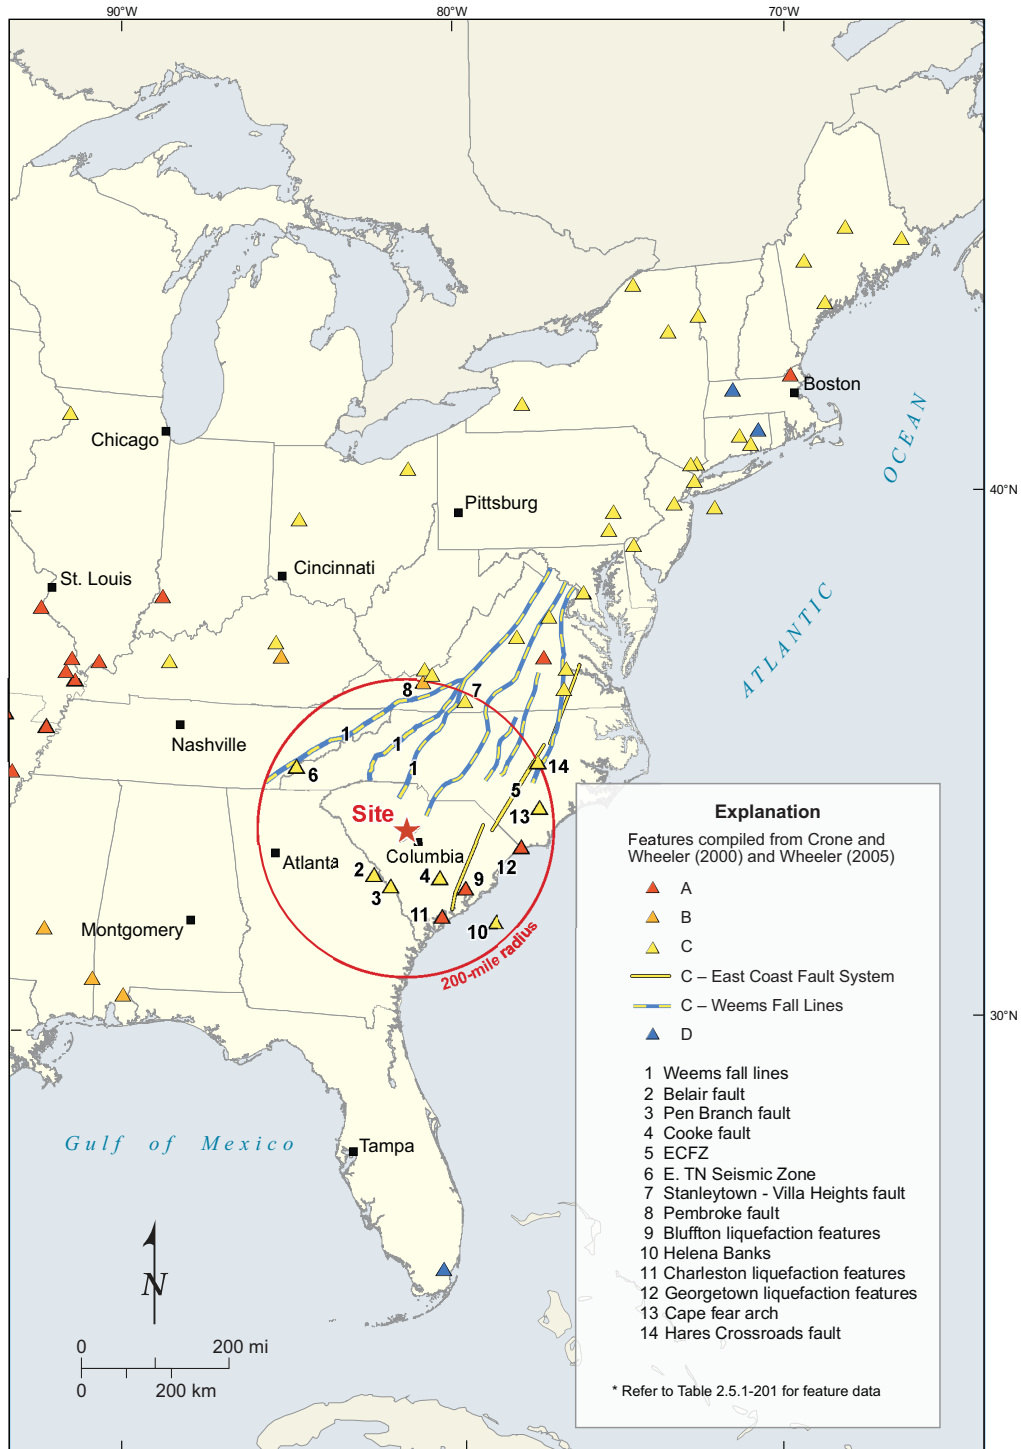 90°W
80°W
70°W
Boston
Chicago
OCEAN
40°N
Pittsburg
Cincinnati
St. Louis
ATLANTIC
8
7
1
Nashville
1
6
1
14
5
Site
13
Explanation
Features compiled from Crone and
Wheeler (2000) and Wheeler (2005)
Columbia
Atlanta
12
2
4
9
3
A
11
10
B
Montgomery
200-mile radius
C
C – East Coast Fault System
C – Weems Fall Lines
30°N
D
1 Weems fall lines
2 Belair fault
3 Pen Branch fault
4 Cooke fault
5 ECFZ
6 E. TN Seismic Zone
7 Stanleytown - Villa Heights fault
8 Pembroke fault
9 Bluffton liquefaction features
10 Helena Banks
11 Charleston liquefaction features
12 Georgetown liquefaction features
13 Cape fear arch
14 Hares Crossroads fault
* Refer to Table 2.5.1-201 for feature data
Gulf of Mexico
Tampa
N
0 200 mi
0 200 km